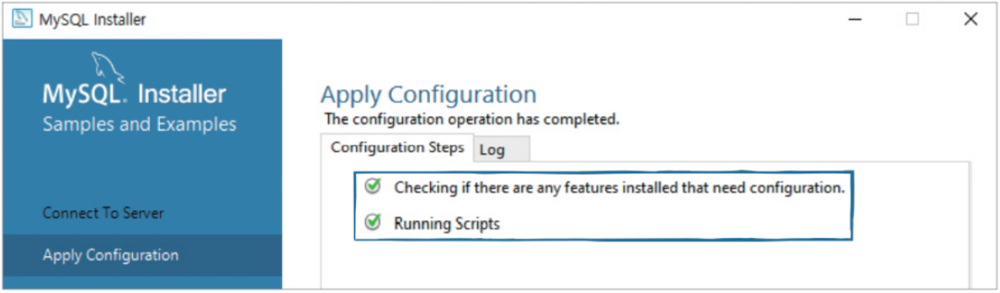 MySQL Installer
MySQL. Installer
Samples and Examples
Connect To Server
Apply Configuration
Apply Configuration
The configuration operation has completed.
Configuration Steps
Log
Checking if there are any features installed that need configuration.
Running Scripts